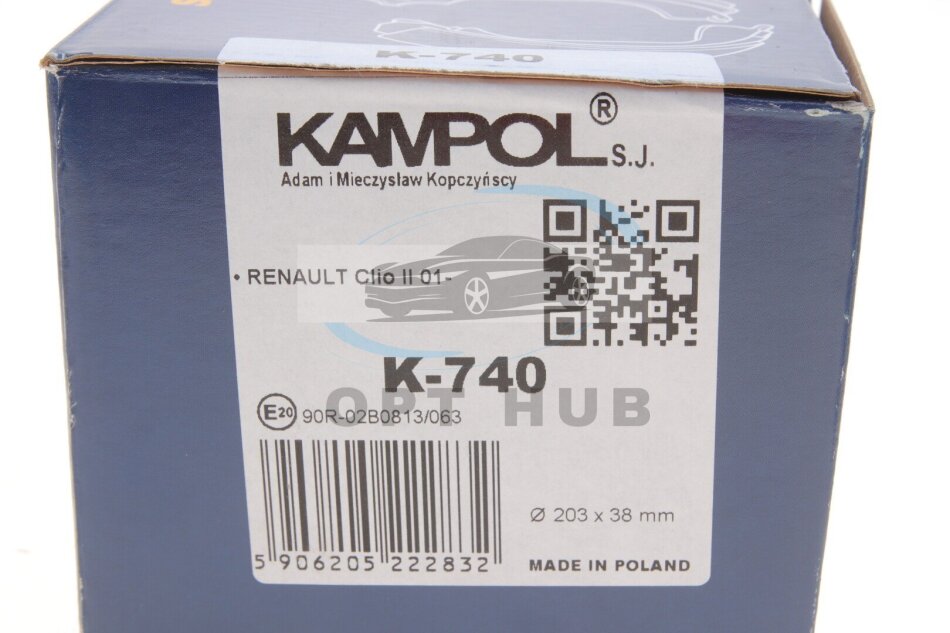 K-740
KAMPOL® S.J.
Adam i Mieczysław Kopczyńscy
• RENAULT Clio II 01-
K-740
OPT HUB
E20 90R-02B0813/063
Ø 203 x 38 mm
5 906205 222832
MADE IN POLAND